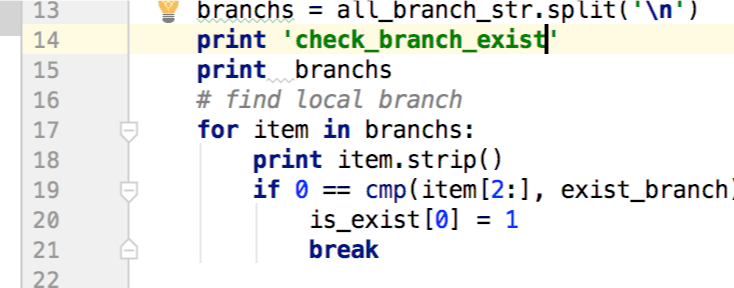 13 branchs = all_branch_str.split('\n')
14 print 'check_branch_exist'
15 print  branchs
16 # find local branch
17 for item in branchs:
18 print item.strip()
19 if 0 == cmp(item[2:], exist_branch)
20 is_exist[0] = 1
21 break
22